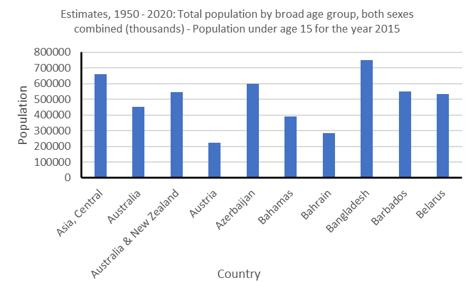 Estimates, 1950 - 2020: Total population by broad age group, both sexes
combined (thousands) - Population under age 15 for the year 2015
800000
700000
600000
500000
400000
300000
200000
100000
0
Population
Asia, Central
Australia
Australia & New Zealand
Austria
Azerbaijan
Bahamas
Bahrain
Bangladesh
Barbados
Belarus
Country